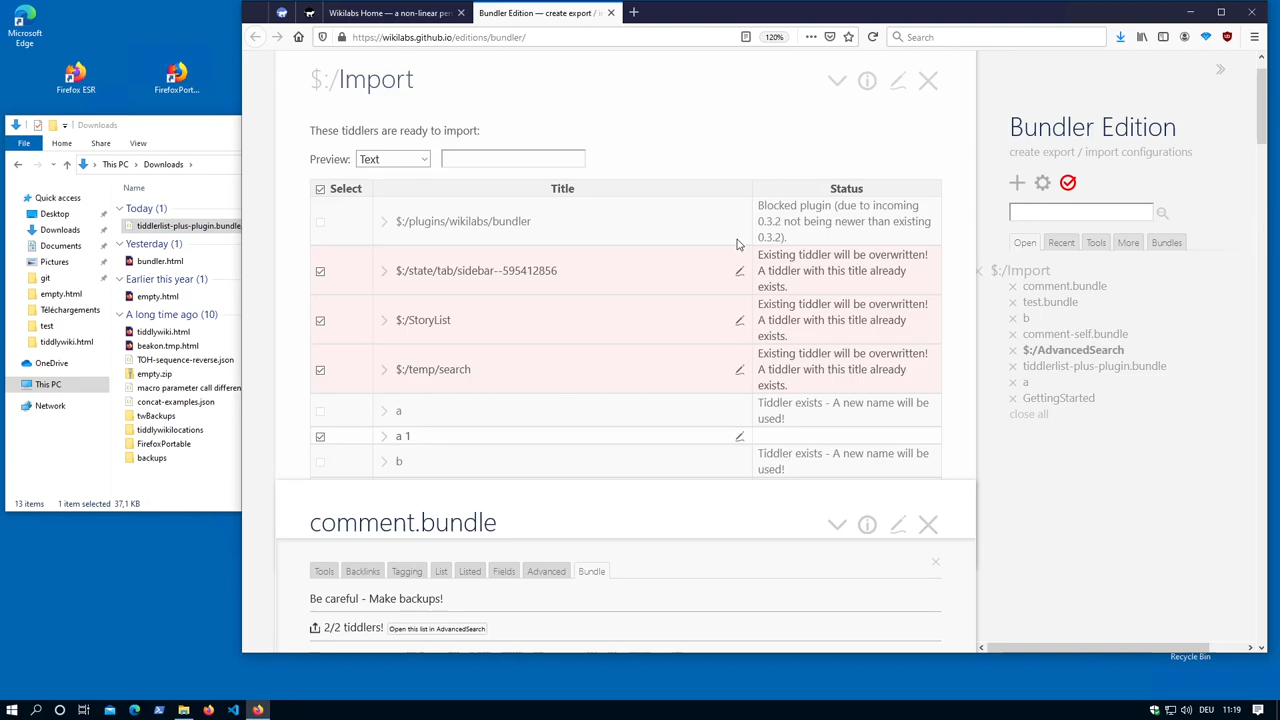 Microsoft
Edge
Firefox ESR
FirefoxPort...
Downloads
File
Home
Share
View
This PC
Downloads
Name
Quick access
Desktop
Downloads
Documents
Pictures
git
empty.html
Téléchargements
test
tiddlywiki.html
OneDrive
This PC
Network
Today (1)
tiddlerlist-plus-plugin.bundle
Yesterday (1)
bundler.html
Earlier this year (1)
empty.html
A long time ago (10)
tiddlywiki.html
beakon.tmp.html
TOH-sequence-reverse.json
empty.zip
macro parameter call differen
concat-examples.json
twBackups
tiddlywikilocations
FirefoxPortable
backups
13 items
1 item selected 37,1 KB
Wikilabs Home — a non-linear per
Bundler Edition — create export / i
https://wikilabs.github.io/editions/bundler/
120%
Search
$:/Import
These tiddlers are ready to import:
Preview:
Text
Select
Title
Status
$:/plugins/wikilabs/bundler
Blocked plugin (due to incoming
0.3.2 not being newer than existing
0.3.2).
$:/state/tab/sidebar--595412856
Existing tiddler will be overwritten!
A tiddler with this title already
exists.
$:/StoryList
Existing tiddler will be overwritten!
A tiddler with this title already
exists.
$:/temp/search
Existing tiddler will be overwritten!
A tiddler with this title already
exists.
a
Tiddler exists - A new name will be
used!
a 1
b
Tiddler exists - A new name will be
used!
comment.bundle
Tools
Backlinks
Tagging
List
Listed
Fields
Advanced
Bundle
Be careful - Make backups!
2/2 tiddlers!
Open this list in AdvancedSearch
Bundler Edition
create export / import configurations
Open
Recent
Tools
More
Bundles
$:/Import
comment.bundle
test.bundle
b
comment-self.bundle
$:/AdvancedSearch
tiddlerlist-plus-plugin.bundle
a
GettingStarted
close all
Recycle Bin
DEU
11:19